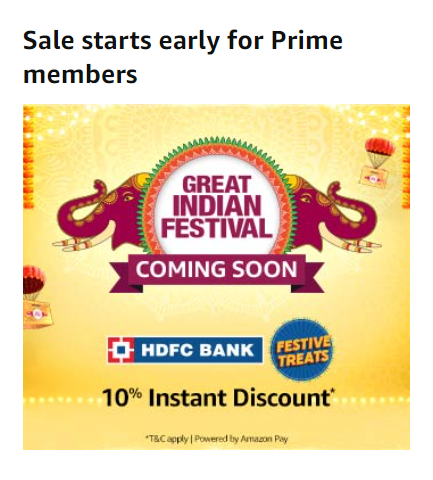 Sale starts early for Prime
members
GREAT
INDIAN
FESTIVAL
COMING SOON
HDFC BANK
FESTIVE
TREATS
10% Instant Discount*
*T&C apply | Powered by Amazon Pay